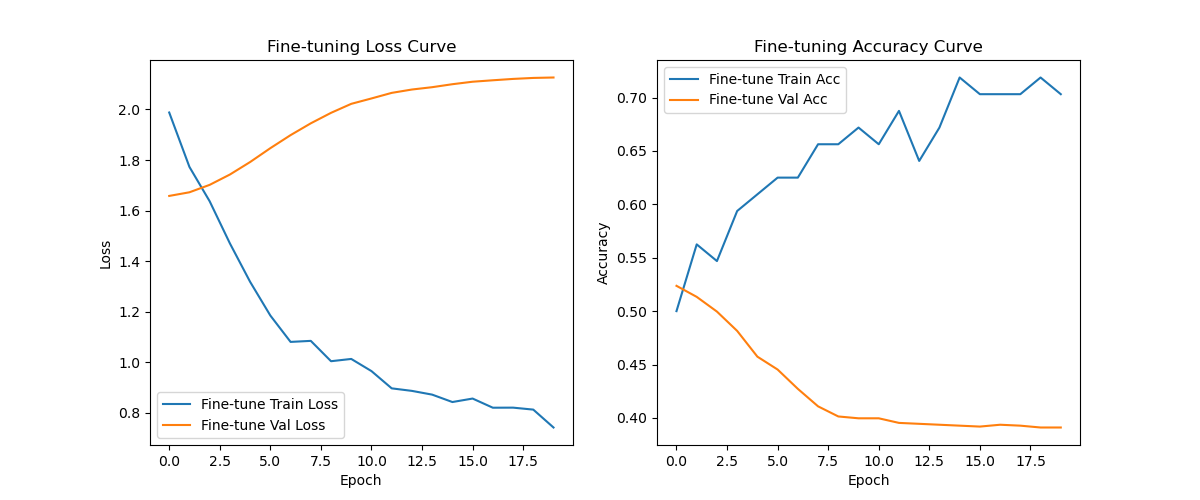 Fine-tuning Loss Curve
2.0
1.8
1.6
1.4
1.2
1.0
0.8
Loss
Fine-tune Train Loss
Fine-tune Val Loss
0.0 2.5 5.0 7.5 10.0 12.5 15.0 17.5
Epoch
Fine-tuning Accuracy Curve
Fine-tune Train Acc
Fine-tune Val Acc
0.70
0.65
0.60
0.55
0.50
0.45
0.40
Accuracy
0.0 2.5 5.0 7.5 10.0 12.5 15.0 17.5
Epoch